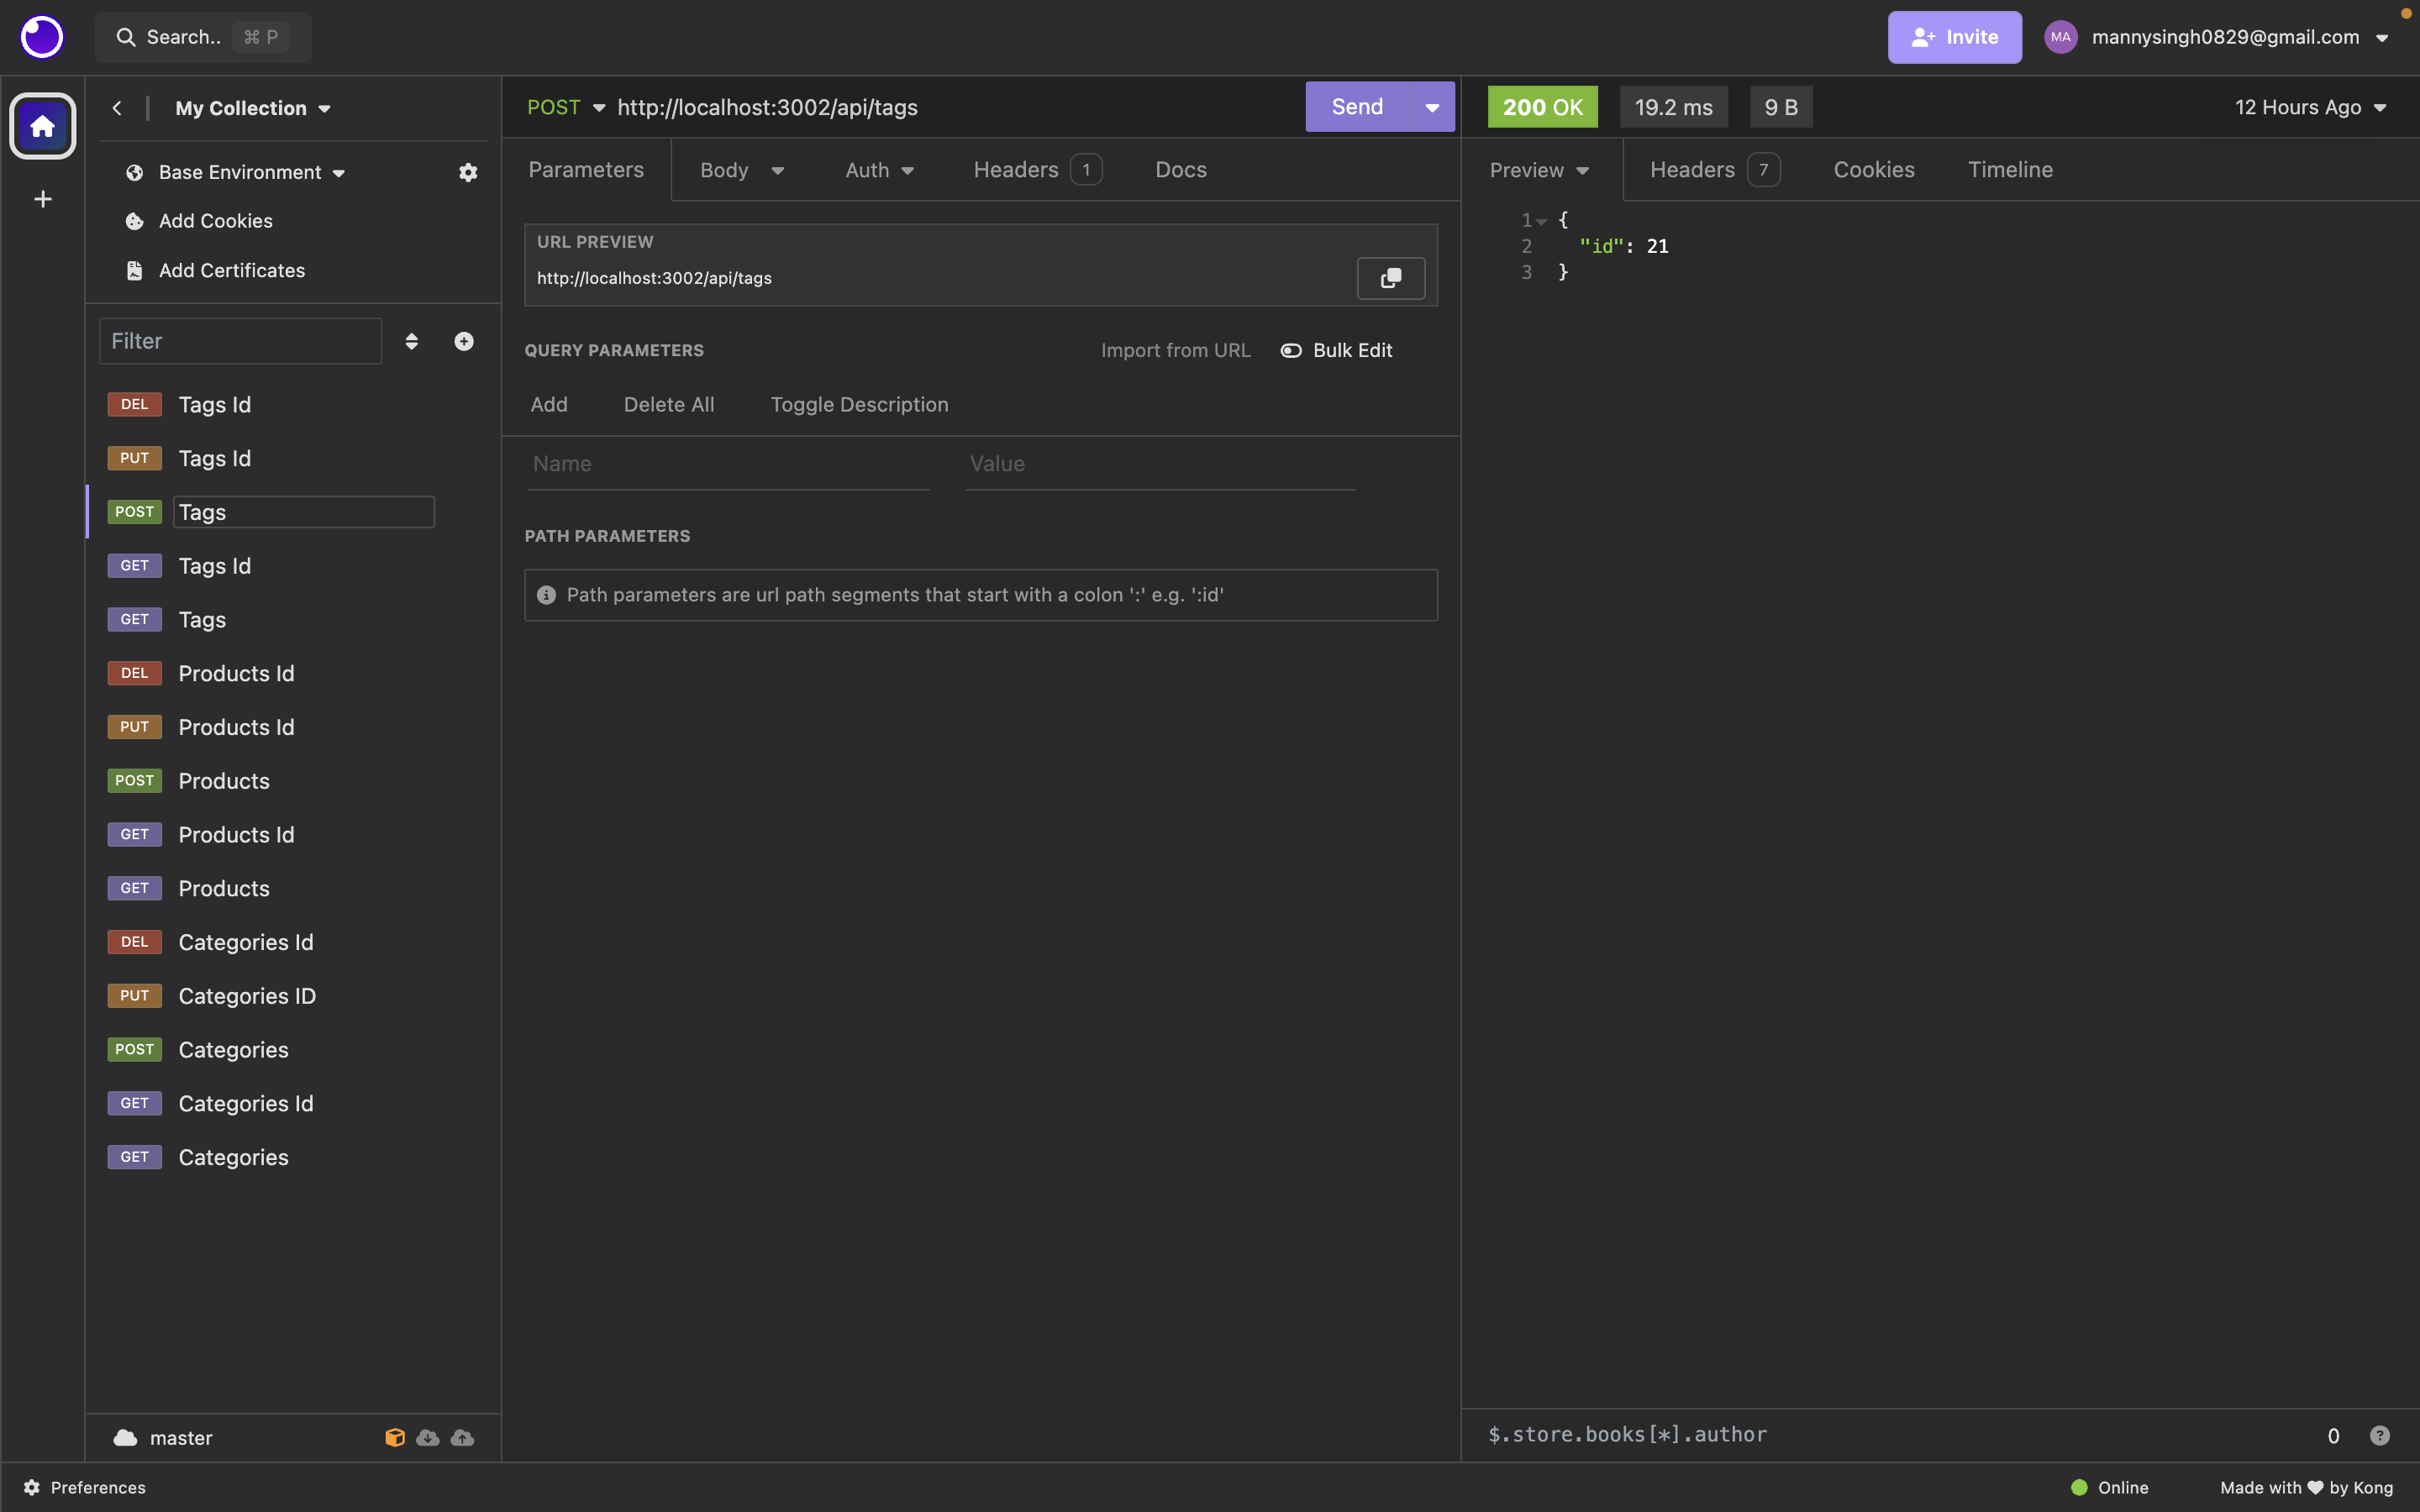 Search.. ⌘ P
Invite
MA mannysingh0829@gmail.com
My Collection
Base Environment
Add Cookies
Add Certificates
Filter
DEL Tags Id
PUT Tags Id
POST Tags
GET Tags Id
GET Tags
DEL Products Id
PUT Products Id
POST Products
GET Products Id
GET Products
DEL Categories Id
PUT Categories ID
POST Categories
GET Categories Id
GET Categories
master
POST http://localhost:3002/api/tags
Send
Parameters Body Auth Headers 1 Docs
URL PREVIEW
http://localhost:3002/api/tags
QUERY PARAMETERS Import from URL Bulk Edit
Add Delete All Toggle Description
Name Value
PATH PARAMETERS
Path parameters are url path segments that start with a colon ':' e.g. ':id'
200 OK 19.2 ms 9 B 12 Hours Ago
Preview Headers 7 Cookies Timeline
1 {
2 "id": 21
3 }
$.store.books[*].author 0 ?
Preferences
Online Made with ♥ by Kong